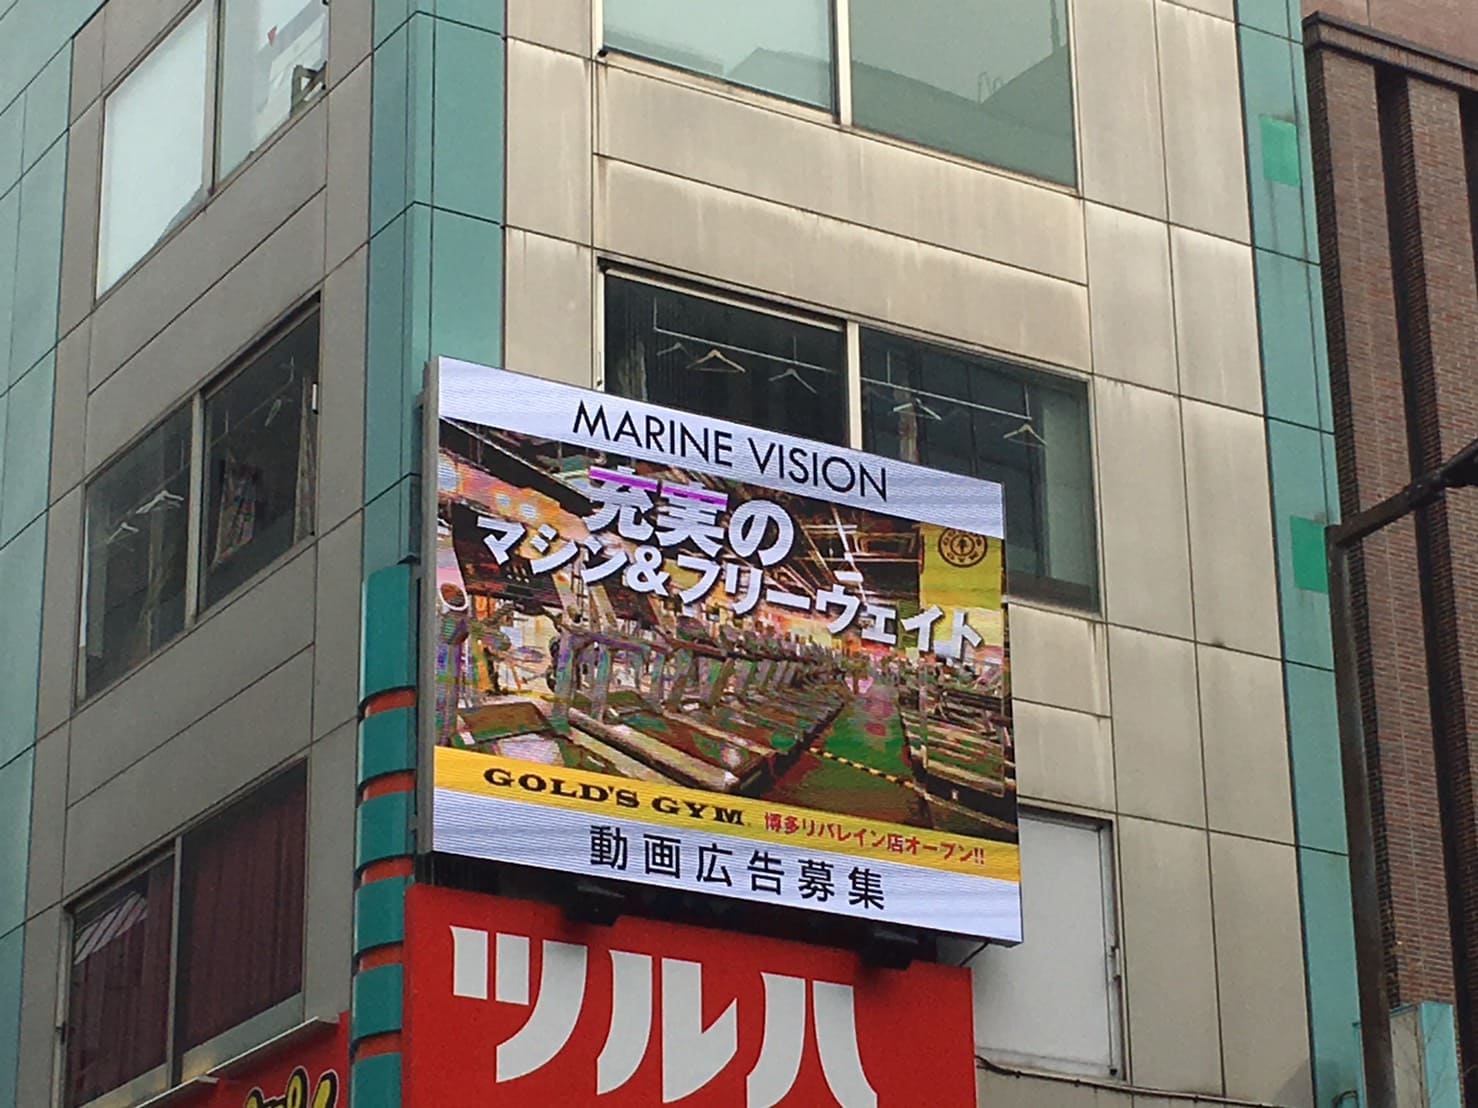 MARINE VISION
充実の
マシン&フリーウェイト
GOLD'S GYM. 博多リバレイン店オープン!!
動画広告募集
ツルハ